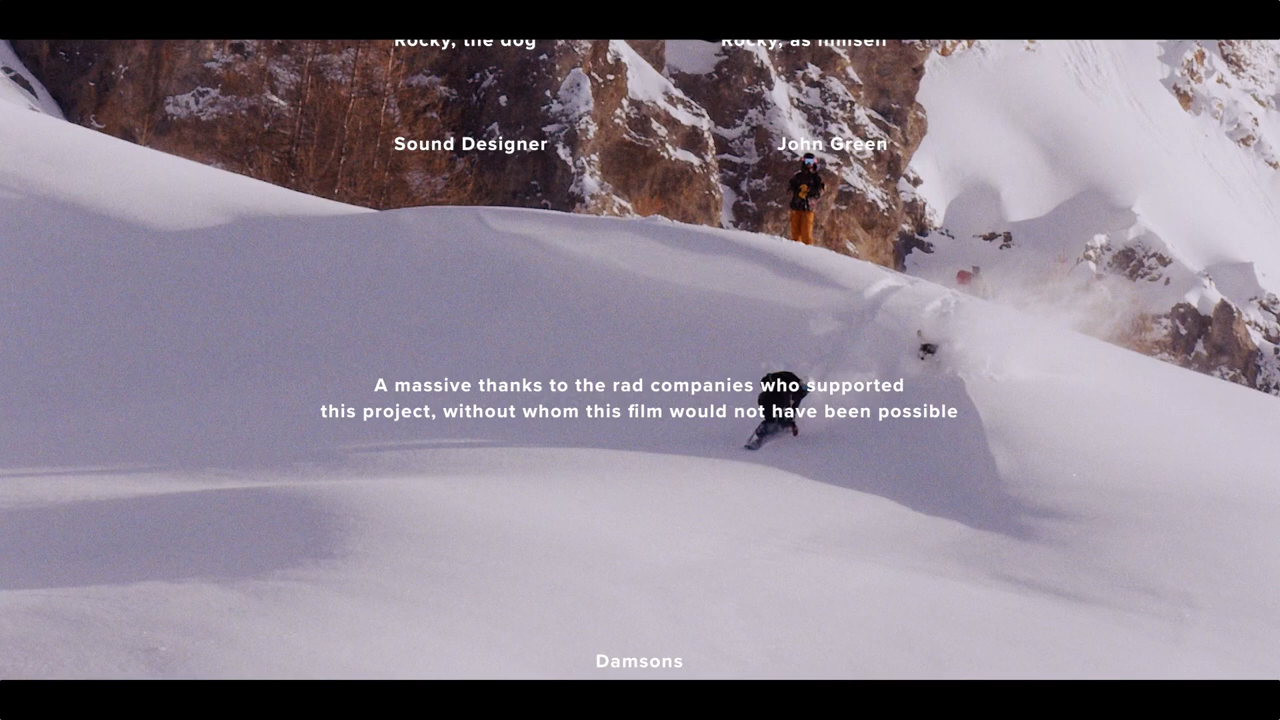 Rocky, the dog
Rocky, as himself
Sound Designer
John Green
A massive thanks to the rad companies who supported
this project, without whom this film would not have been possible
Damsons